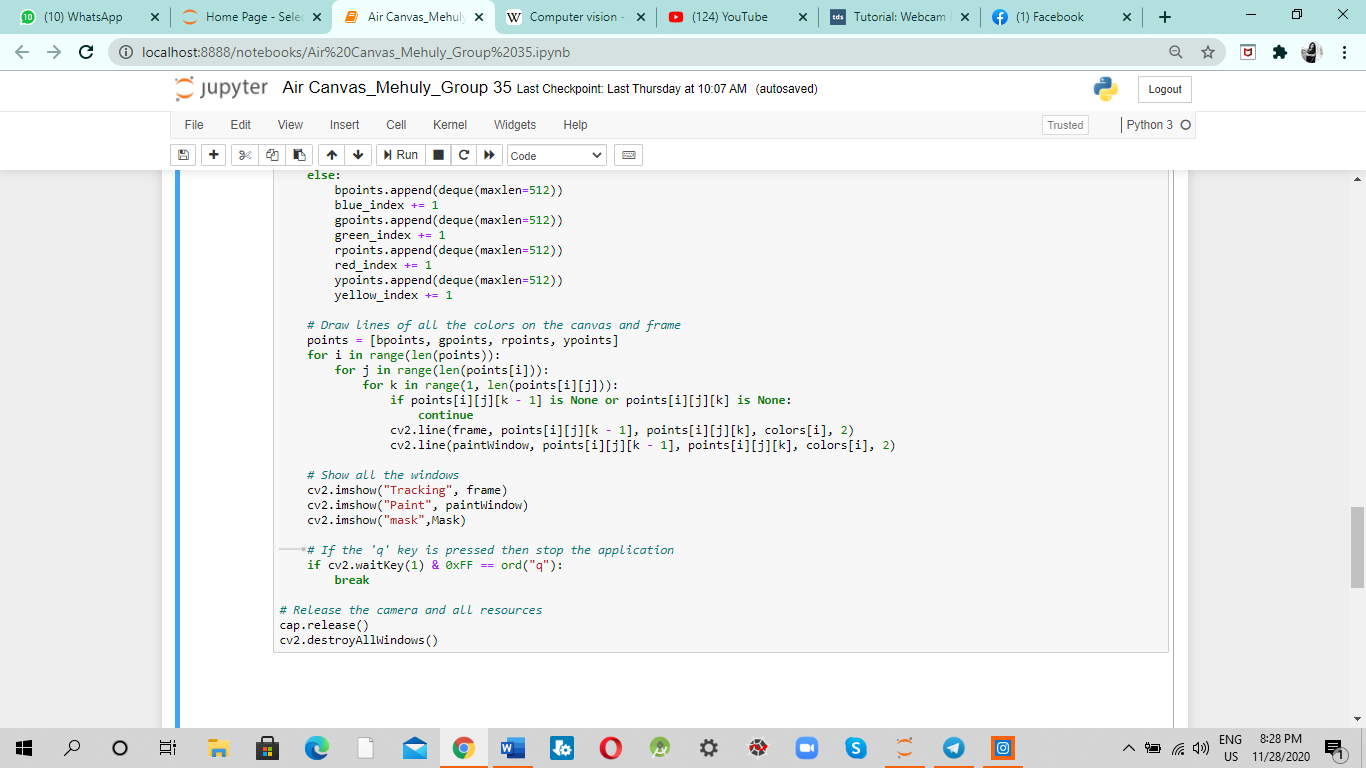 (10) WhatsApp
Home Page - Selec
Air Canvas_Mehuly
Computer vision -
(124) YouTube
Tutorial: Webcam
(1) Facebook
localhost:8888/notebooks/Air%20Canvas_Mehuly_Group%2035.ipynb
jupyter Air Canvas_Mehuly_Group 35 Last Checkpoint: Last Thursday at 10:07 AM (autosaved)
Logout
File Edit View Insert Cell Kernel Widgets Help
Trusted
Python 3
Run
Code
else:
bpoints.append(deque(maxlen=512))
blue_index += 1
gpoints.append(deque(maxlen=512))
green_index += 1
rpoints.append(deque(maxlen=512))
red_index += 1
ypoints.append(deque(maxlen=512))
yellow_index += 1
# Draw lines of all the colors on the canvas and frame
points = [bpoints, gpoints, rpoints, ypoints]
for i in range(len(points)):
for j in range(len(points[i])):
for k in range(1, len(points[i][j])):
if points[i][j][k - 1] is None or points[i][j][k] is None:
continue
cv2.line(frame, points[i][j][k - 1], points[i][j][k], colors[i], 2)
cv2.line(paintWindow, points[i][j][k - 1], points[i][j][k], colors[i], 2)
# Show all the windows
cv2.imshow("Tracking", frame)
cv2.imshow("Paint", paintWindow)
cv2.imshow("mask",Mask)
# If the 'q' key is pressed then stop the application
if cv2.waitKey(1) & 0xFF == ord("q"):
break
# Release the camera and all resources
cap.release()
cv2.destroyAllWindows()
ENG
US
8:28 PM
11/28/2020
1